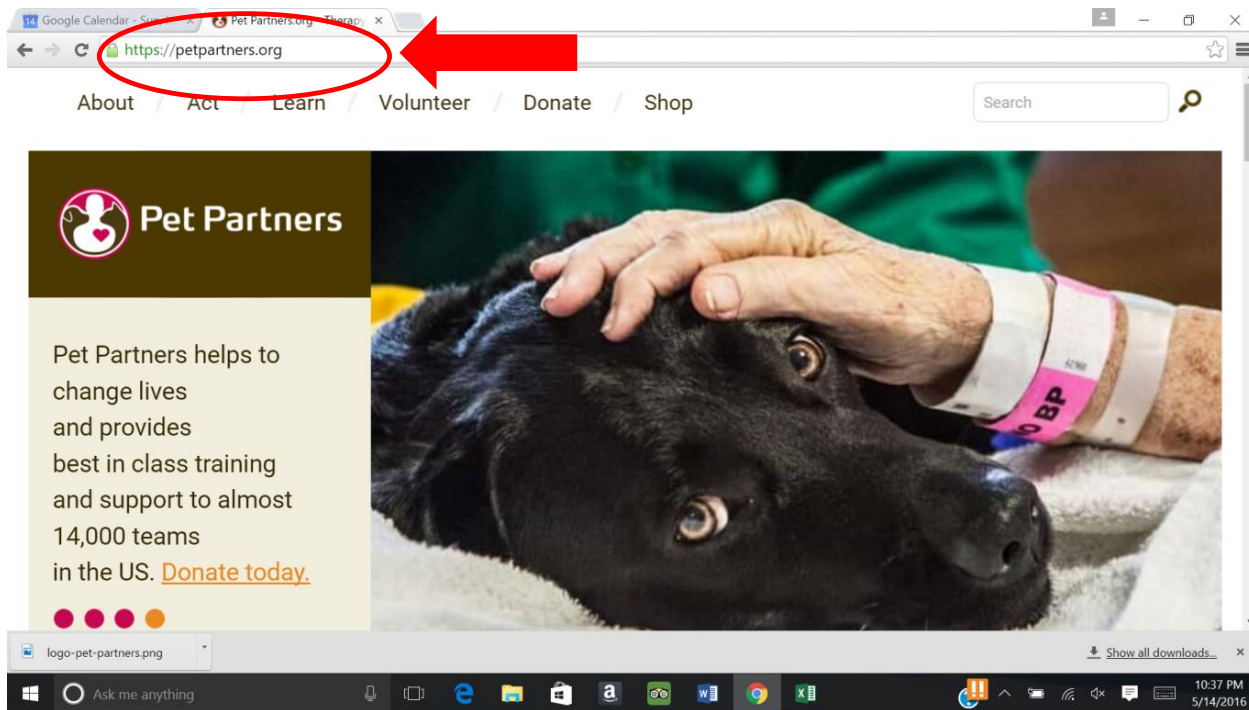 14 Google Calendar - Sun
Pet Partners.org - Therapy
https://petpartners.org
About / Act / Learn / Volunteer / Donate / Shop
Search
Pet Partners
Pet Partners helps to
change lives
and provides
best in class training
and support to almost
14,000 teams
in the US. Donate today.
BP
logo-pet-partners.png
Show all downloads...
Ask me anything
10:37 PM
5/14/2016